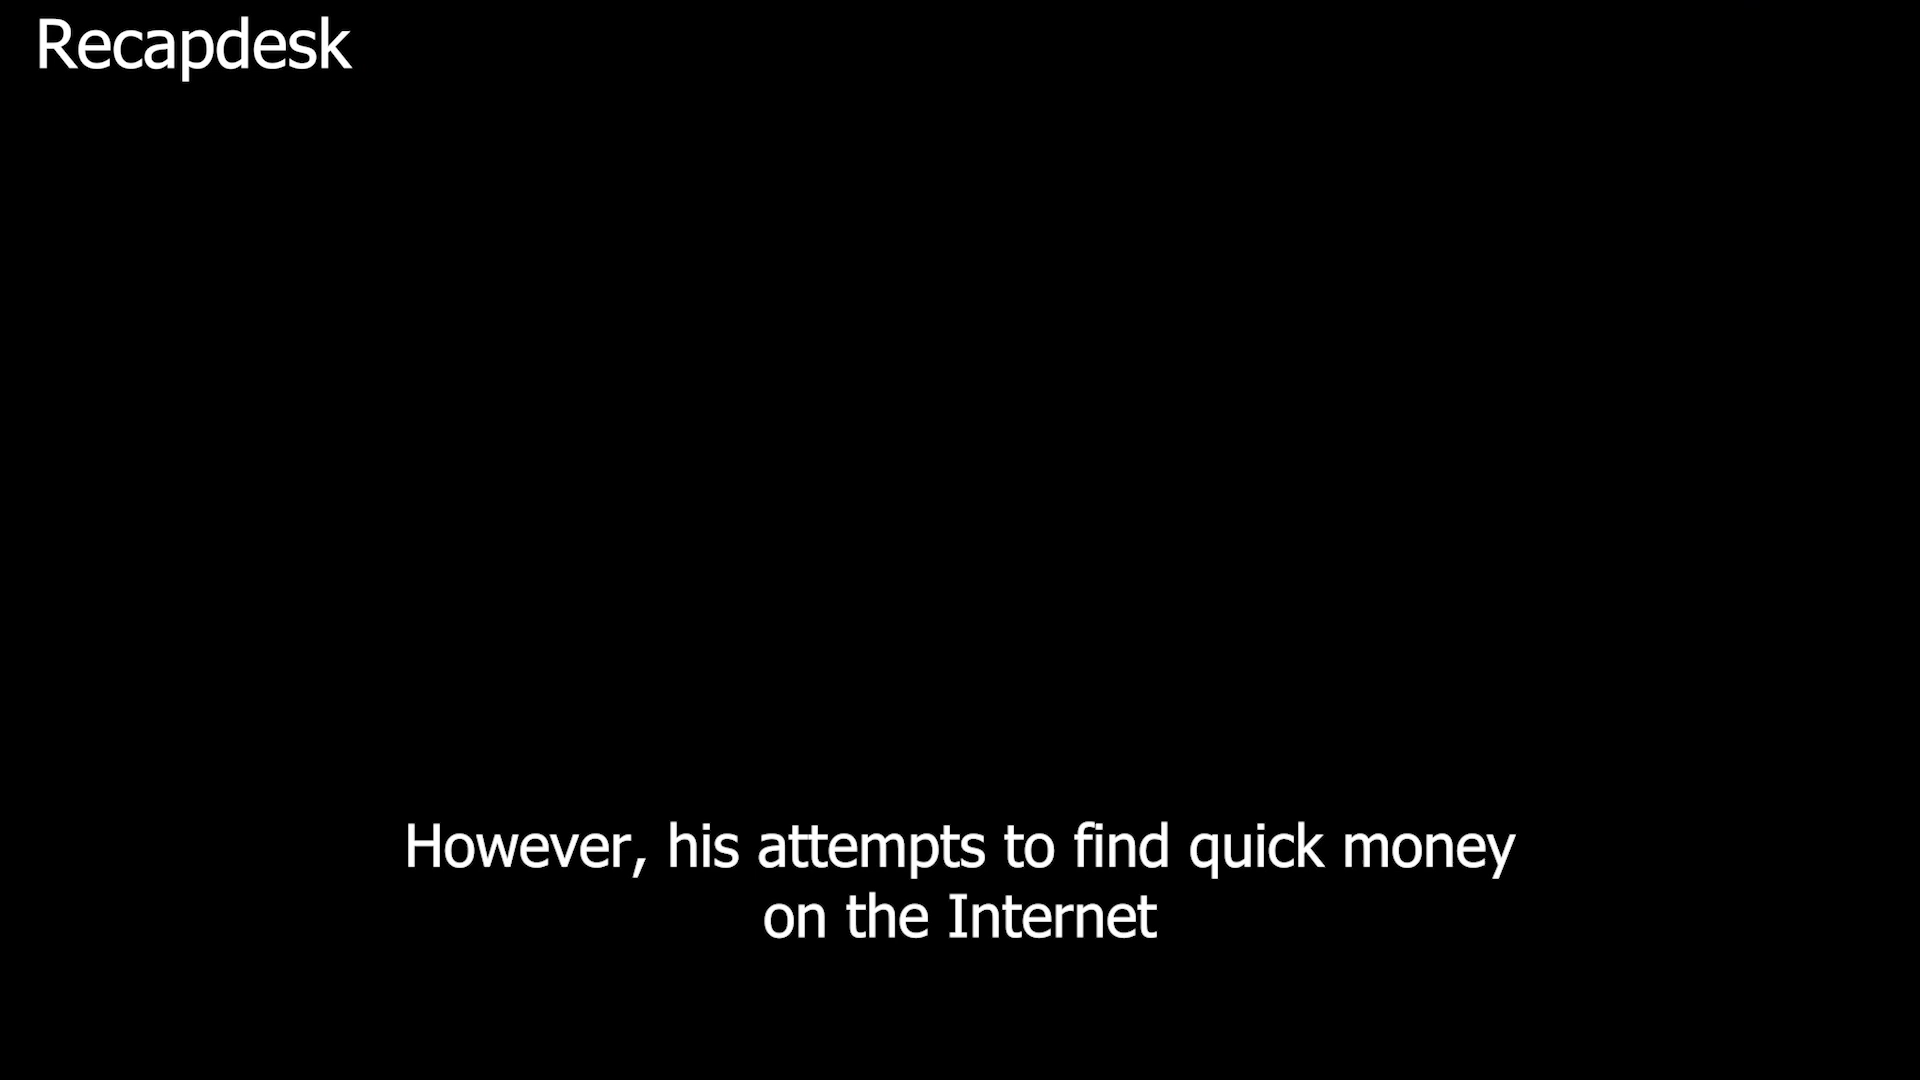 Recapdesk
However, his attempts to find quick money
on the Internet